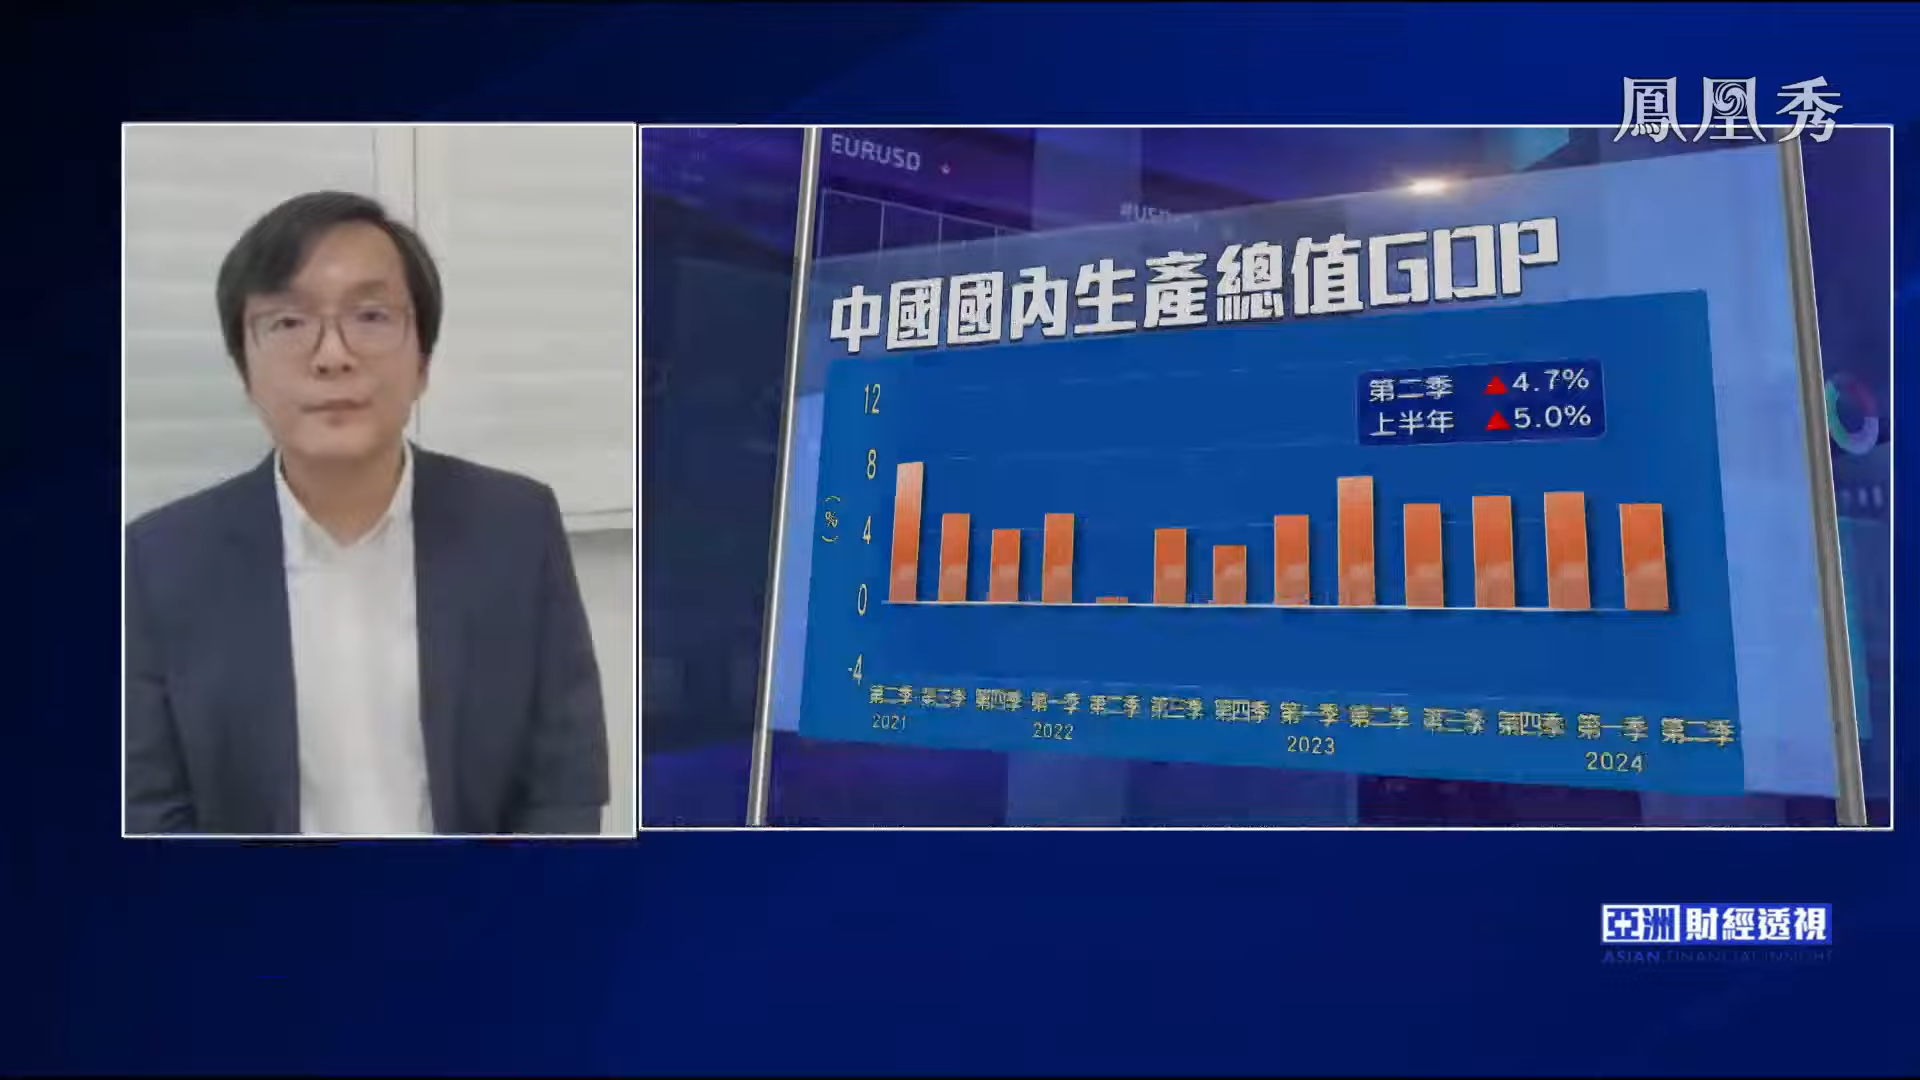 鳳凰秀
EURUSD
中國國內生產總值GDP
第二季 ▲4.7%
上半年 ▲5.0%
12
8
4
0
-4
(%)
第二季 第三季 第四季 第一季 第二季 第三季 第四季 第一季 第二季 第三季 第四季 第一季 第二季
2021 2022 2023 2024
亞洲財經透視
ASIAN FINANCIAL INSIGHT